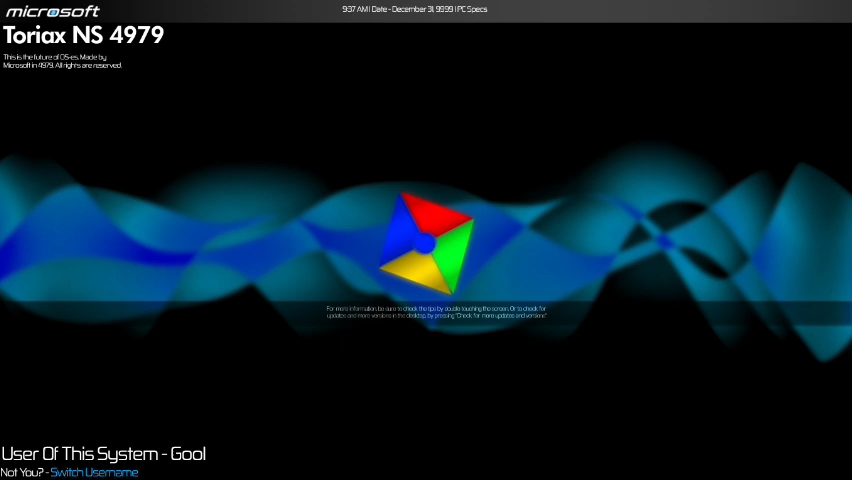 microsoft
9:37 AM | Date - December 31, 9999 | PC Specs
Toriax NS 4979
This is the future of OS-es. Made by
Microsoft in 4979. All rights are reserved.
For more information, be sure to check the tips by double touching the screen. Or to check for
updates and more versions in the desktop, by pressing "Check for more updates and versions"
User Of This System - Gool
Not You? - Switch Username